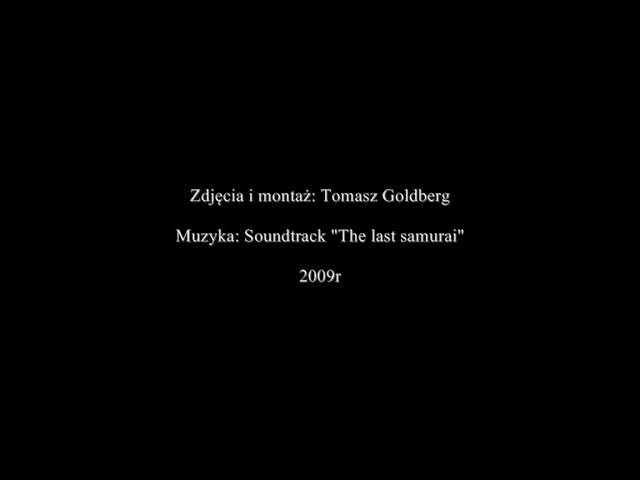 Zdjęcia i montaż: Tomasz Goldberg
Muzyka: Soundtrack "The last samurai"
2009r